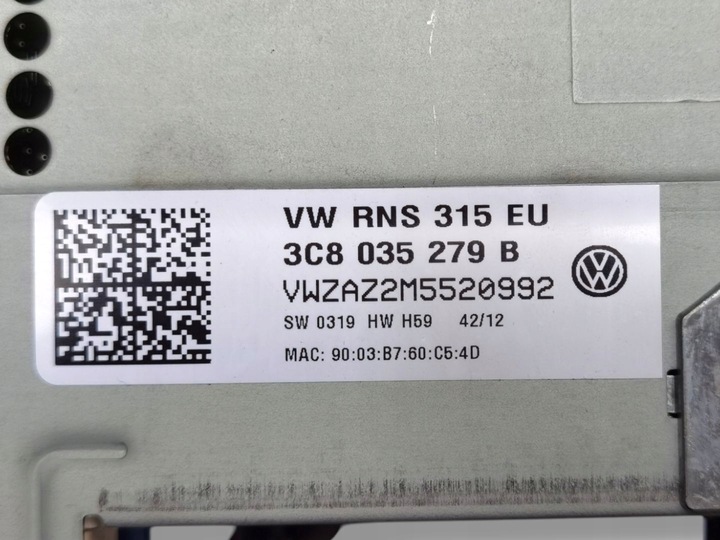 VW RNS 315 EU
3C8 035 279 B
VWZAZ2M5520992
SW 0319 HW H59 42/12
MAC: 90:03:B7:60:C5:4D